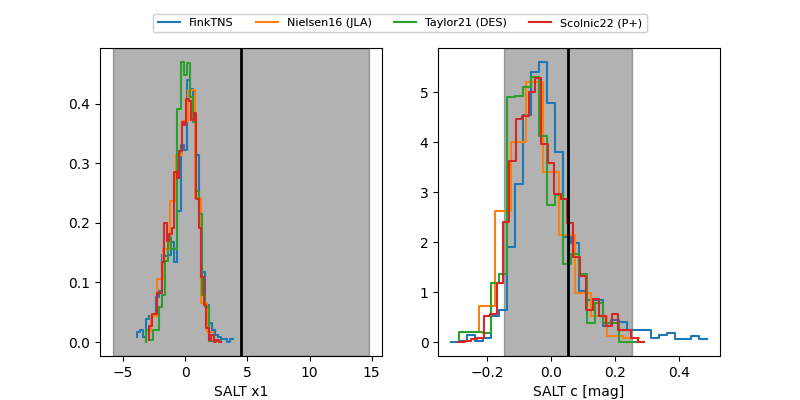 FinkTNS Nielsen16 (JLA) Taylor21 (DES) Scolnic22 (P+)
0.4
0.3
0.2
0.1
0.0
−5 0 5 10 15
SALT x1
5
4
3
2
1
0
−0.2 0.0 0.2 0.4
SALT c [mag]